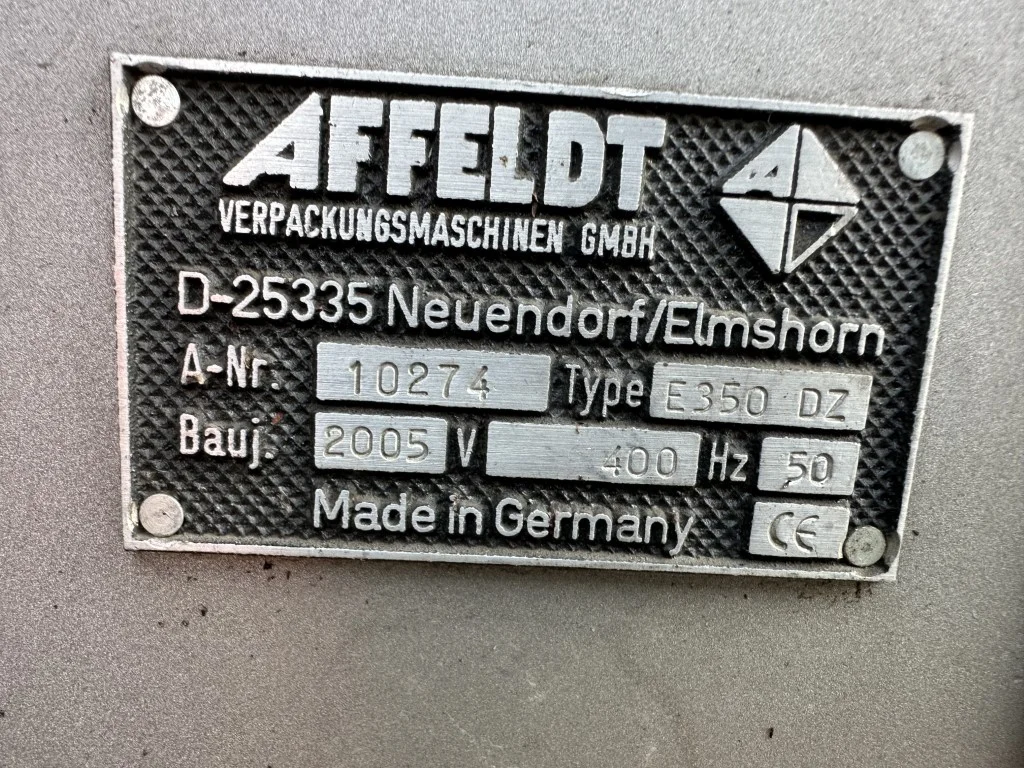 AFFELDT
A
VERPACKUNGSMASCHINEN GMBH
D-25335 Neuendorf/Elmshorn
A-Nr. 10274 Type E350 DZ
Bauj. 2005 V 400 Hz 50
Made in Germany CE